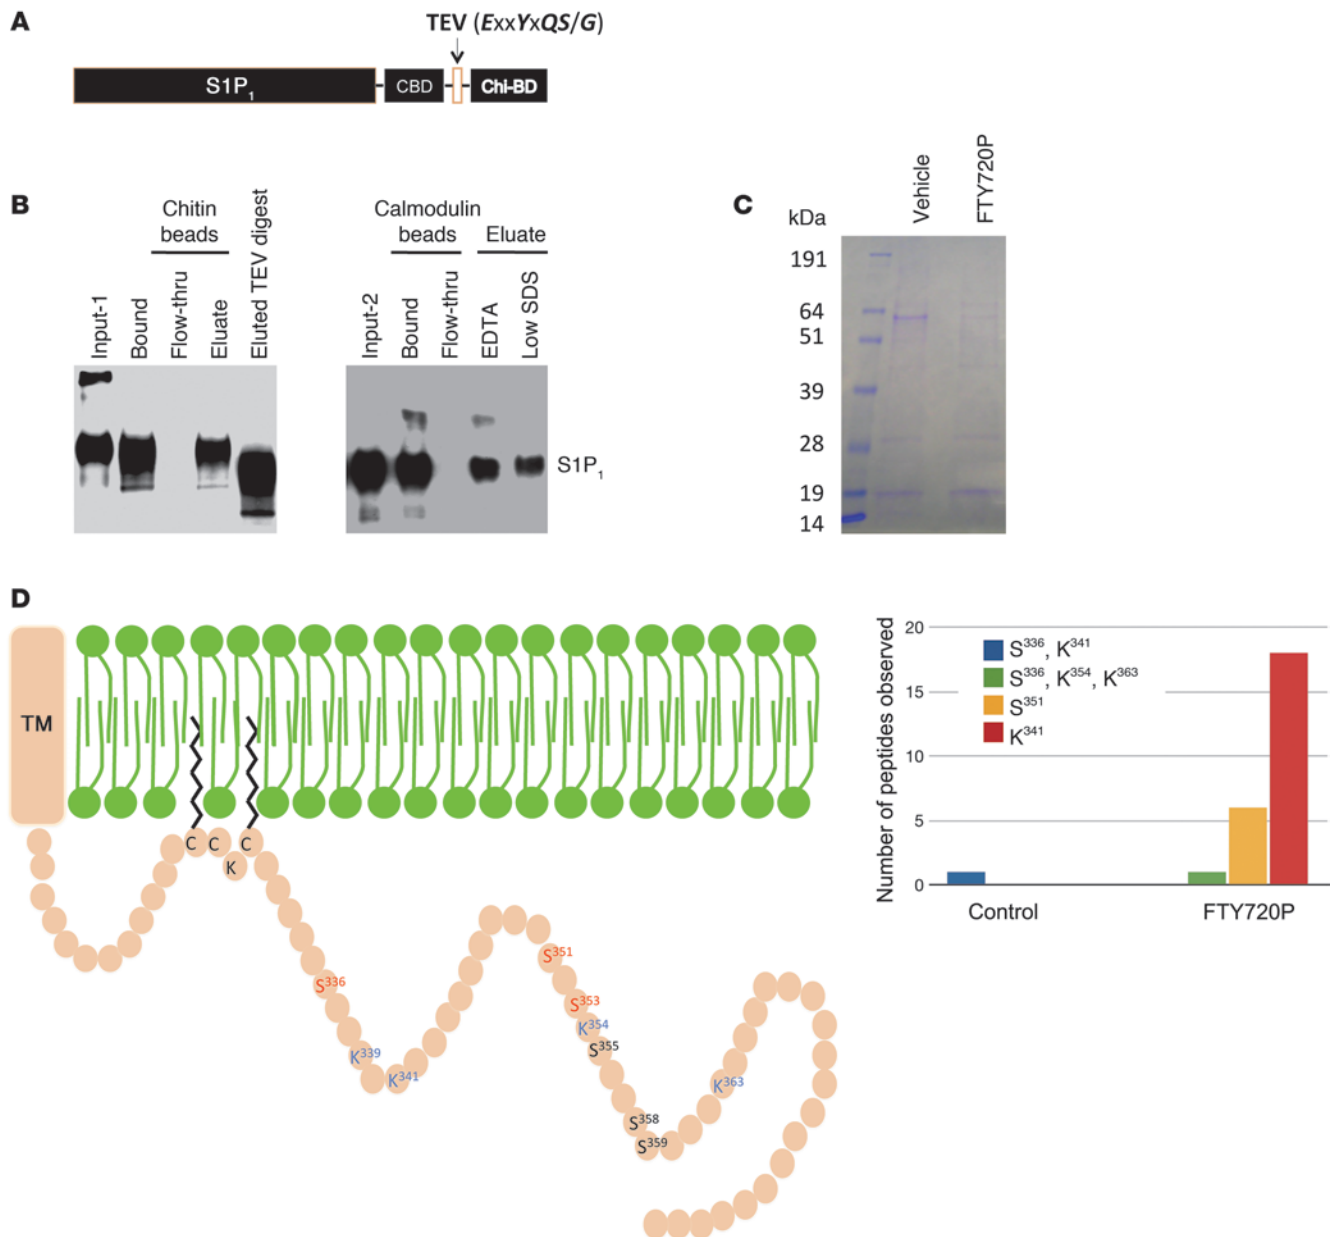 A
TEV (ExxYxQS/G)
S1P₁
CBD
Chi-BD
B
Chitin
beads
Input-1
Bound
Flow-thru
Eluate
Eluted TEV digest
Calmodulin
beads
Eluate
Input-2
Bound
Flow-thru
EDTA
Low SDS
S1P₁
C
kDa
Vehicle
FTY720P
191
64
51
39
28
19
14
D
TM
C
C
K
C
S³³⁶
K³³⁹
K³⁴¹
S³⁵¹
S³⁵³
K³⁵⁴
S³⁵⁵
S³⁵⁸
S³⁵⁹
K³⁶³
Number of peptides observed
20
15
10
5
0
S³³⁶, K³⁴¹
S³³⁶, K³⁵⁴, K³⁶³
S³⁵¹
K³⁴¹
Control
FTY720P